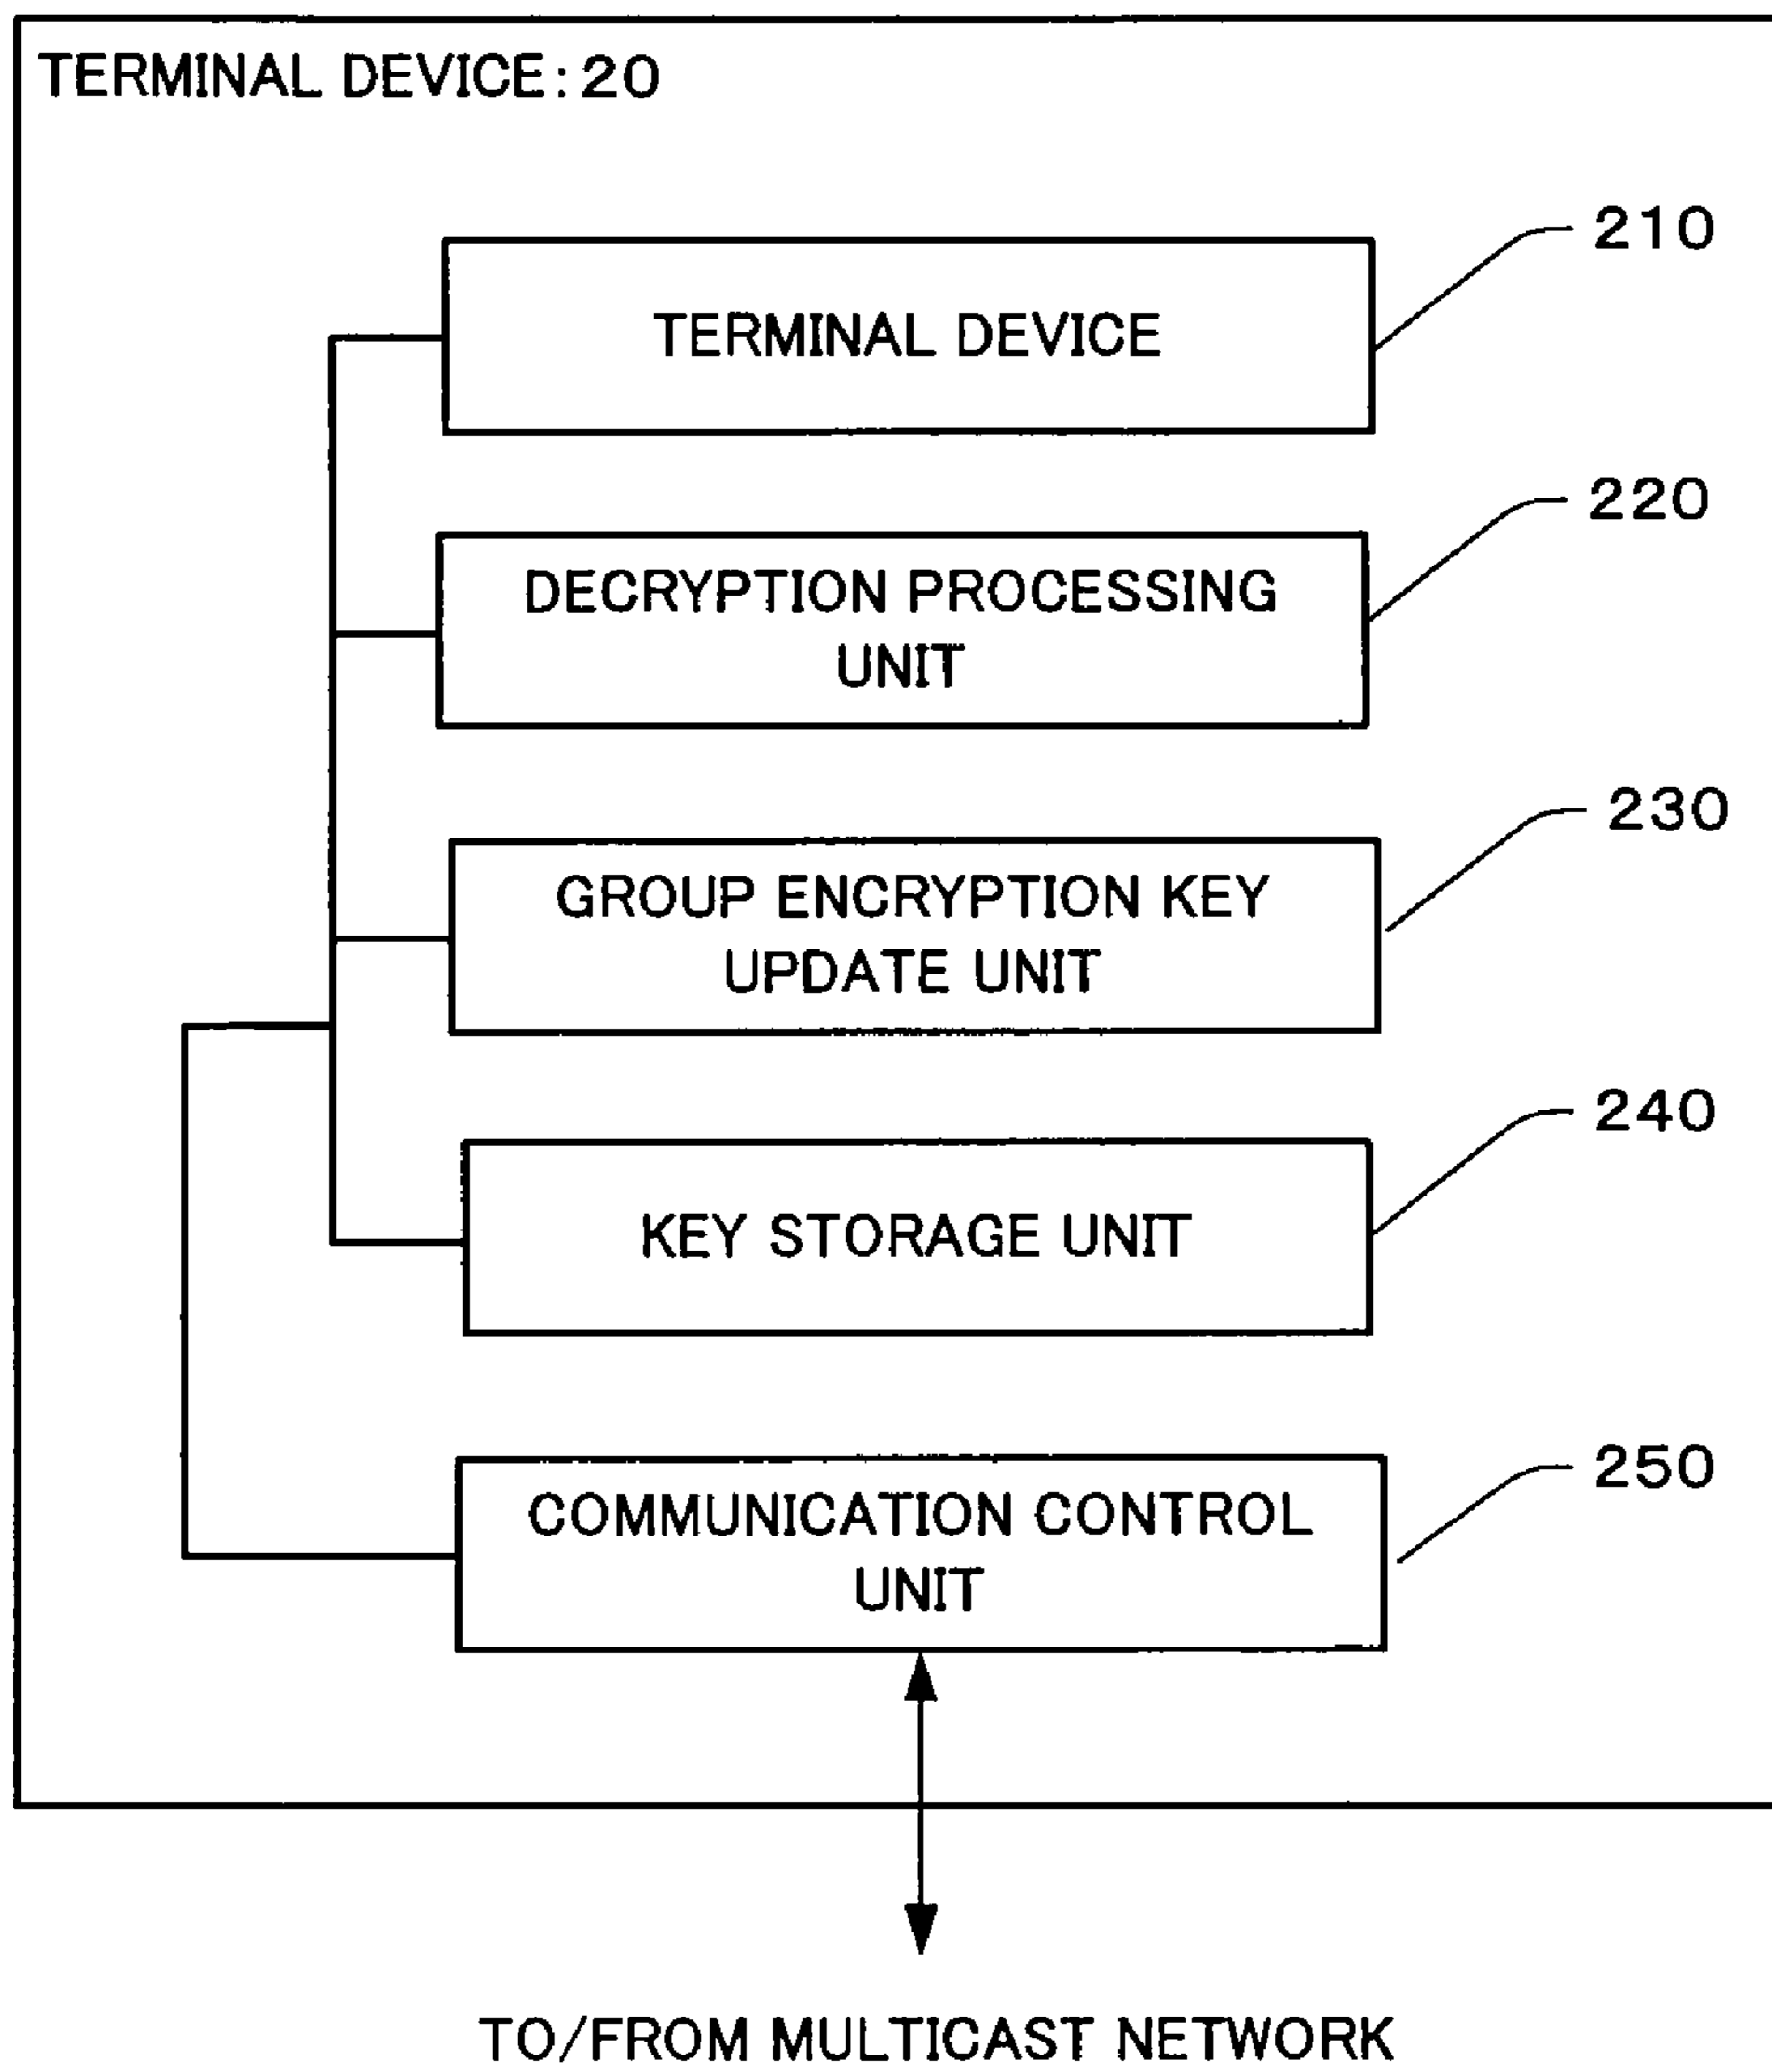 TERMINAL DEVICE:20
210
TERMINAL DEVICE
220
DECRYPTION PROCESSING
UNIT
230
GROUP ENCRYPTION KEY
UPDATE UNIT
240
KEY STORAGE UNIT
250
COMMUNICATION CONTROL
UNIT
TO/FROM MULTICAST NETWORK